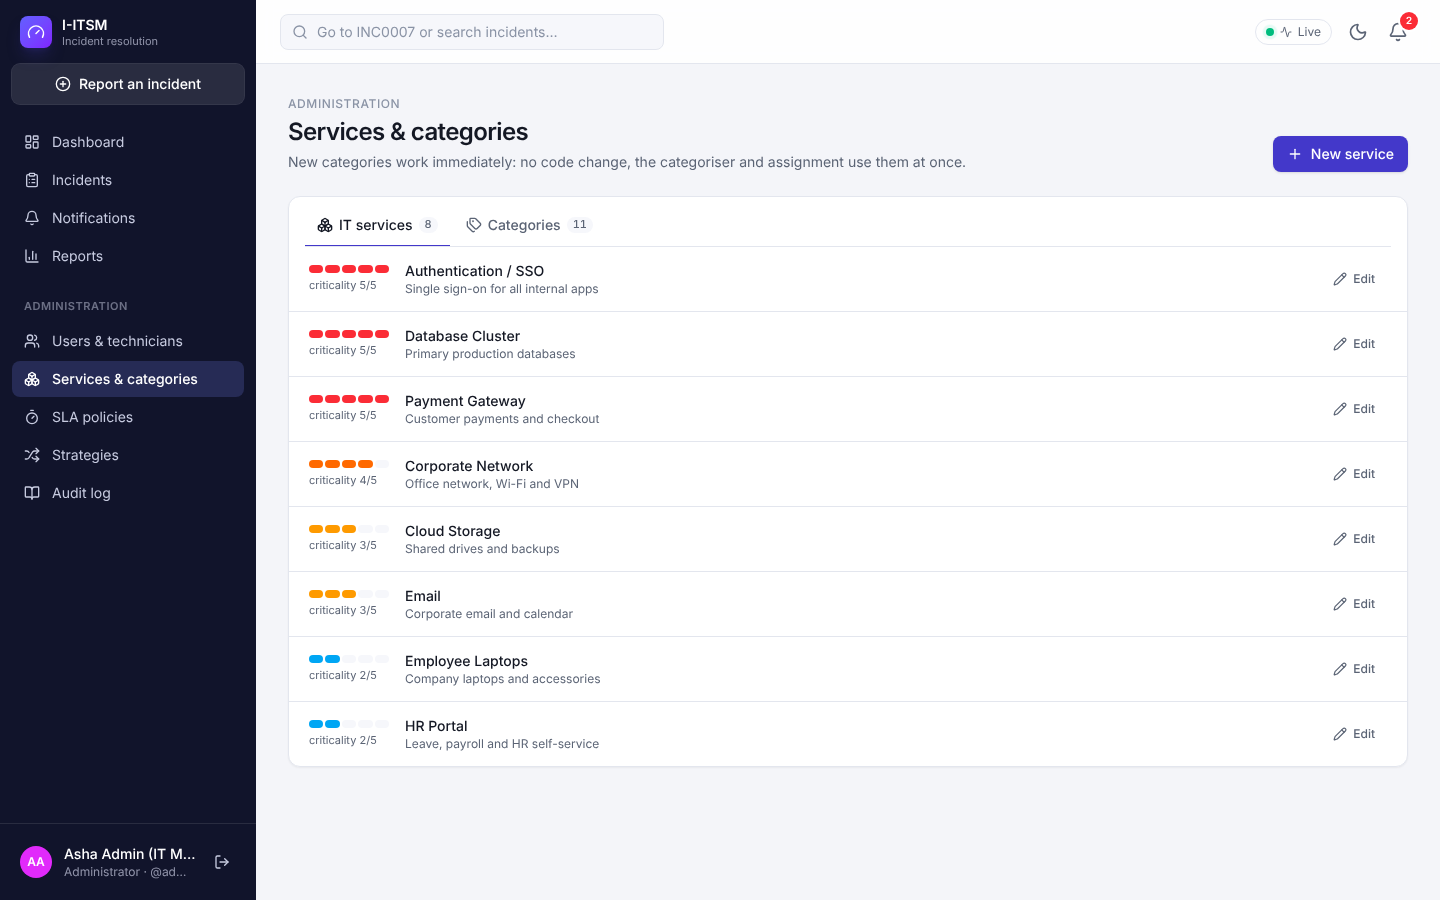 I-ITSM
Incident resolution
Report an incident
Dashboard
Incidents
Notifications
Reports
ADMINISTRATION
Users & technicians
Services & categories
SLA policies
Strategies
Audit log
AA
Asha Admin (IT M...
Administrator · @ad...
Go to INC0007 or search incidents...
Live
2
ADMINISTRATION
Services & categories
New categories work immediately: no code change, the categoriser and assignment use them at once.
New service
IT services 8
Categories 11
criticality 5/5
Authentication / SSO
Single sign-on for all internal apps
Edit
criticality 5/5
Database Cluster
Primary production databases
Edit
criticality 5/5
Payment Gateway
Customer payments and checkout
Edit
criticality 4/5
Corporate Network
Office network, Wi-Fi and VPN
Edit
criticality 3/5
Cloud Storage
Shared drives and backups
Edit
criticality 3/5
Email
Corporate email and calendar
Edit
criticality 2/5
Employee Laptops
Company laptops and accessories
Edit
criticality 2/5
HR Portal
Leave, payroll and HR self-service
Edit